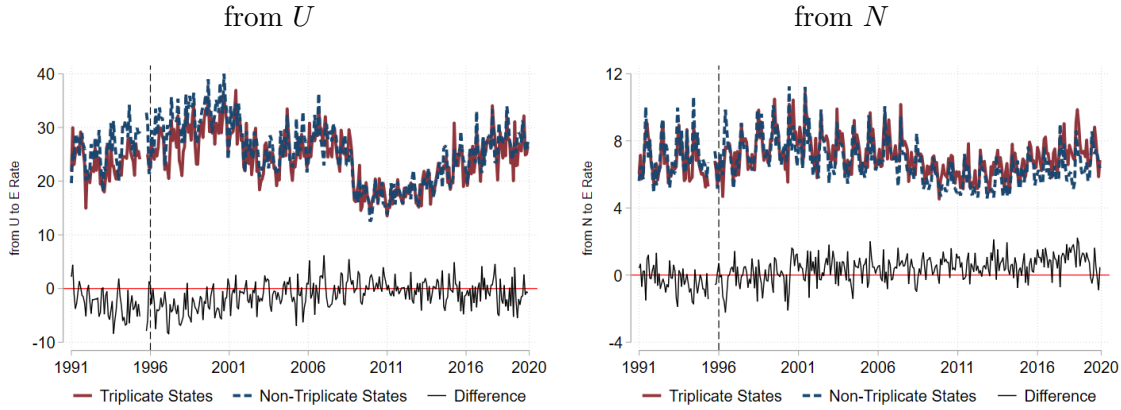 from U
from N
from U to E Rate
40
30
20
10
0
-10
1991 1996 2001 2006 2011 2016 2020
Triplicate States Non-Triplicate States Difference
from N to E Rate
12
8
4
0
-4
1991 1996 2001 2006 2011 2016 2020
Triplicate States Non-Triplicate States Difference